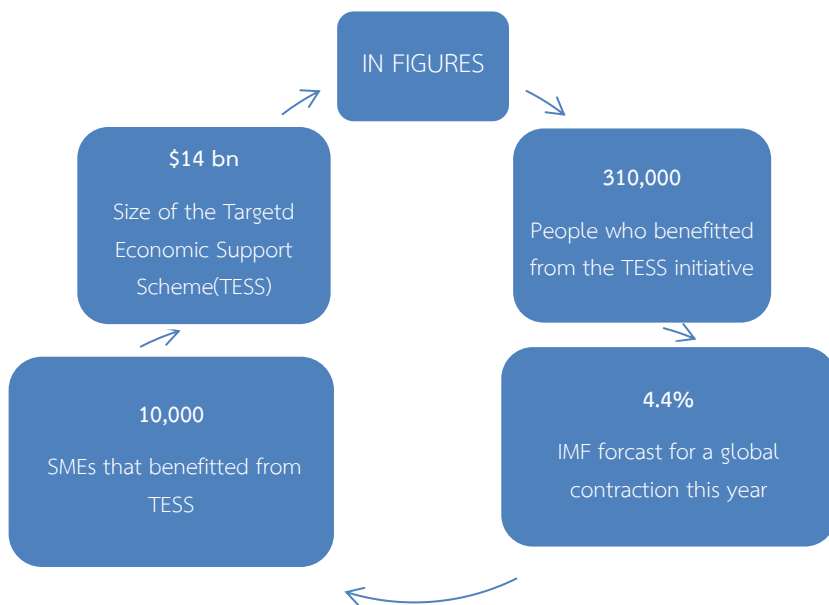 IN FIGURES
310,000
People who benefitted
from the TESS initiative
4.4%
IMF forcast for a global
contraction this year
10,000
SMEs that benefitted from
TESS
$14 bn
Size of the Targetd
Economic Support
Scheme(TESS)